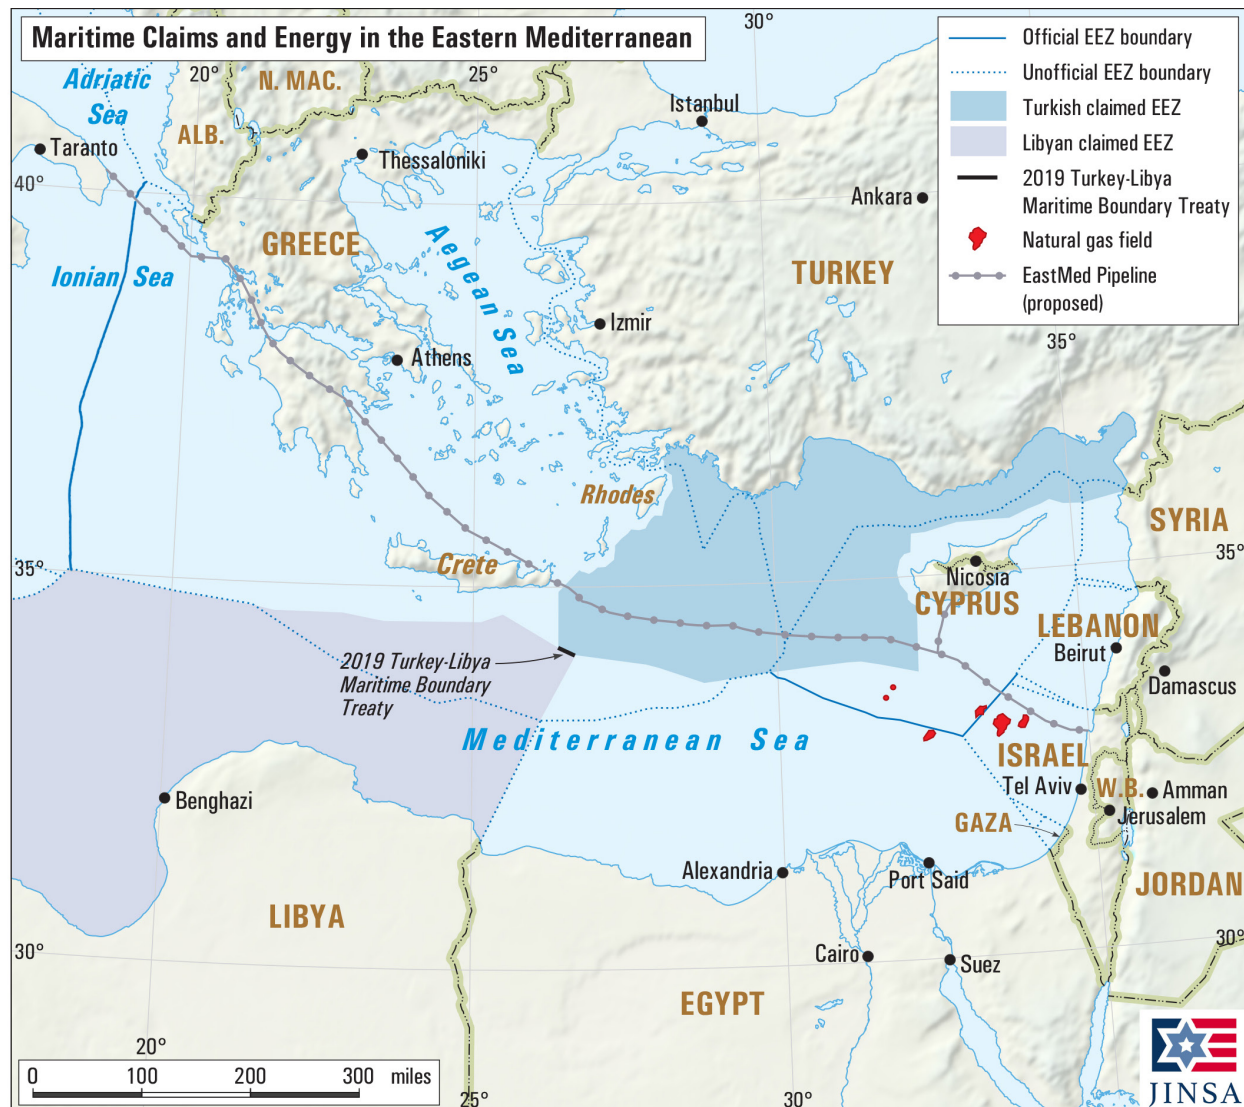 Maritime Claims and Energy in the Eastern Mediterranean
30°
Official EEZ boundary
Unofficial EEZ boundary
Turkish claimed EEZ
Libyan claimed EEZ
2019 Turkey-Libya
Maritime Boundary Treaty
Natural gas field
EastMed Pipeline
(proposed)
20°
25°
Adriatic
Sea
N. MAC.
ALB.
Istanbul
Taranto
Thessaloniki
40°
Ankara
GREECE
Aegean Sea
Ionian Sea
TURKEY
Izmir
35°
Athens
Rhodes
SYRIA
35°
35°
Crete
Nicosia
CYPRUS
LEBANON
Beirut
2019 Turkey-Libya
Maritime Boundary
Treaty
Damascus
Mediterranean Sea
ISRAEL
Tel Aviv
W.B.
Amman
Benghazi
Jerusalem
GAZA
Alexandria
Port Said
JORDAN
LIBYA
30°
30°
Cairo
Suez
EGYPT
20°
0 100 200 300 miles
25°
30°
JINSA